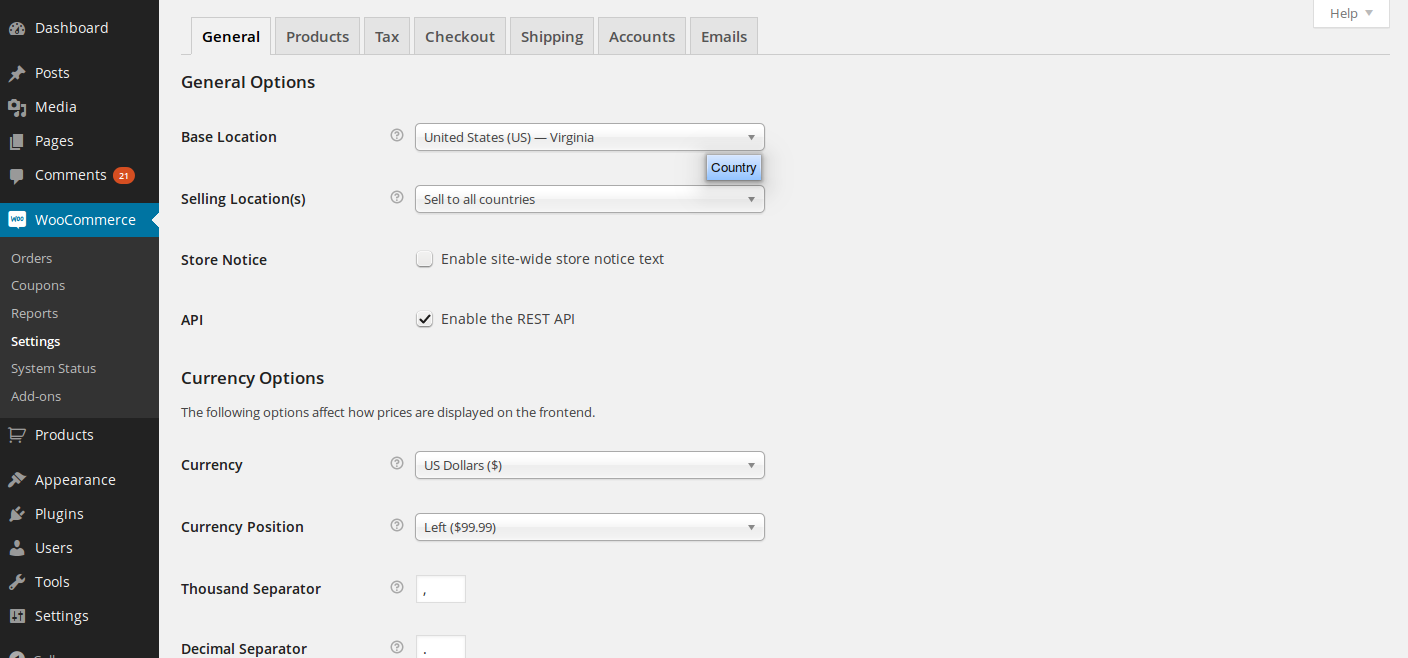 Dashboard
Posts
Media
Pages
Comments 21
WooCommerce
Orders
Coupons
Reports
Settings
System Status
Add-ons
Products
Appearance
Plugins
Users
Tools
Settings
Help
General Products Tax Checkout Shipping Accounts Emails
General Options
Base Location United States (US) — Virginia
Country
Selling Location(s) Sell to all countries
Store Notice Enable site-wide store notice text
API Enable the REST API
Currency Options
The following options affect how prices are displayed on the frontend.
Currency US Dollars ($)
Currency Position Left ($99.99)
Thousand Separator ,
Decimal Separator .